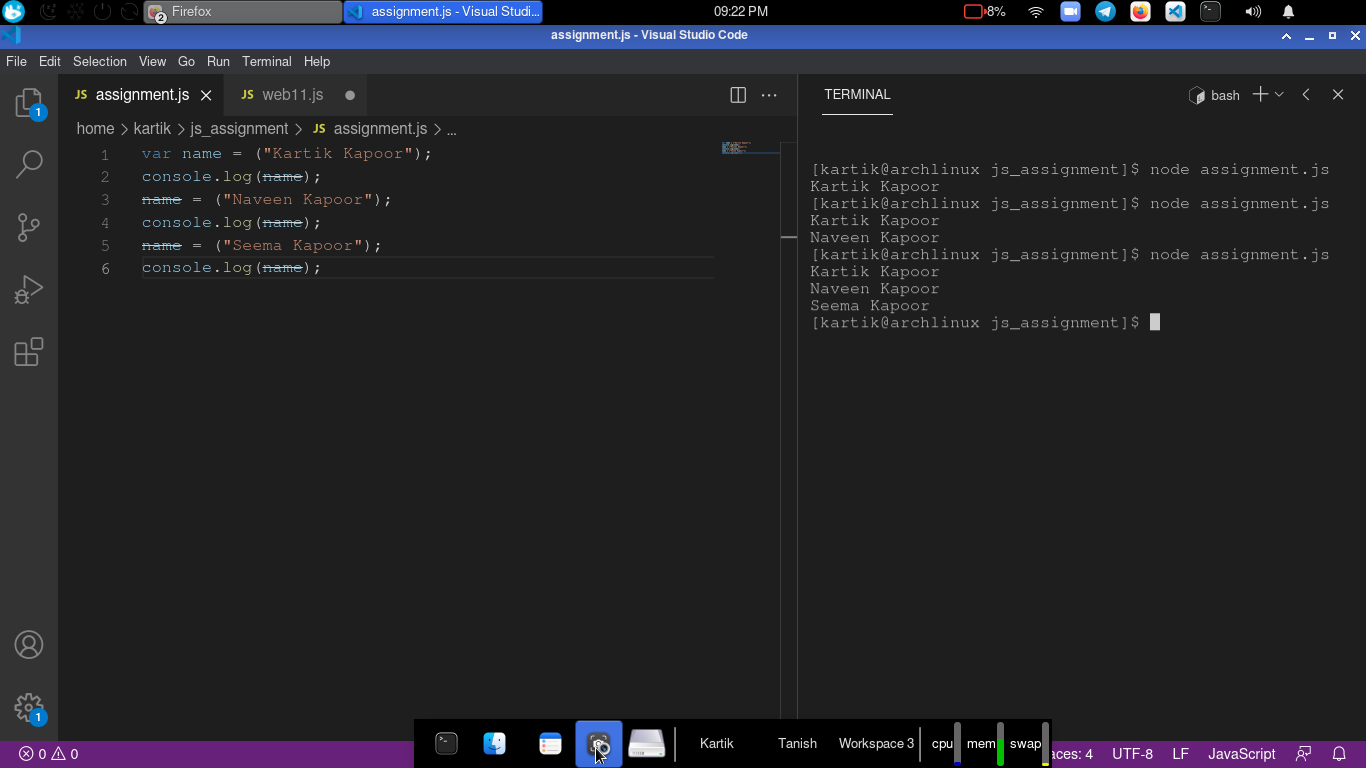 2 Firefox
assignment.js - Visual Studi...
09:22 PM
8%
assignment.js - Visual Studio Code
File Edit Selection View Go Run Terminal Help
JS assignment.js
JS web11.js
home > kartik > js_assignment > JS assignment.js > ...
1 var name = ("Kartik Kapoor");
2 console.log(name);
3 name = ("Naveen Kapoor");
4 console.log(name);
5 name = ("Seema Kapoor");
6 console.log(name);
1
1
TERMINAL
bash
[kartik@archlinux js_assignment]$ node assignment.js
Kartik Kapoor
[kartik@archlinux js_assignment]$ node assignment.js
Kartik Kapoor
Naveen Kapoor
[kartik@archlinux js_assignment]$ node assignment.js
Kartik Kapoor
Naveen Kapoor
Seema Kapoor
[kartik@archlinux js_assignment]$
0 0
Kartik Tanish Workspace 3 cpu mem swap
aces: 4 UTF-8 LF JavaScript